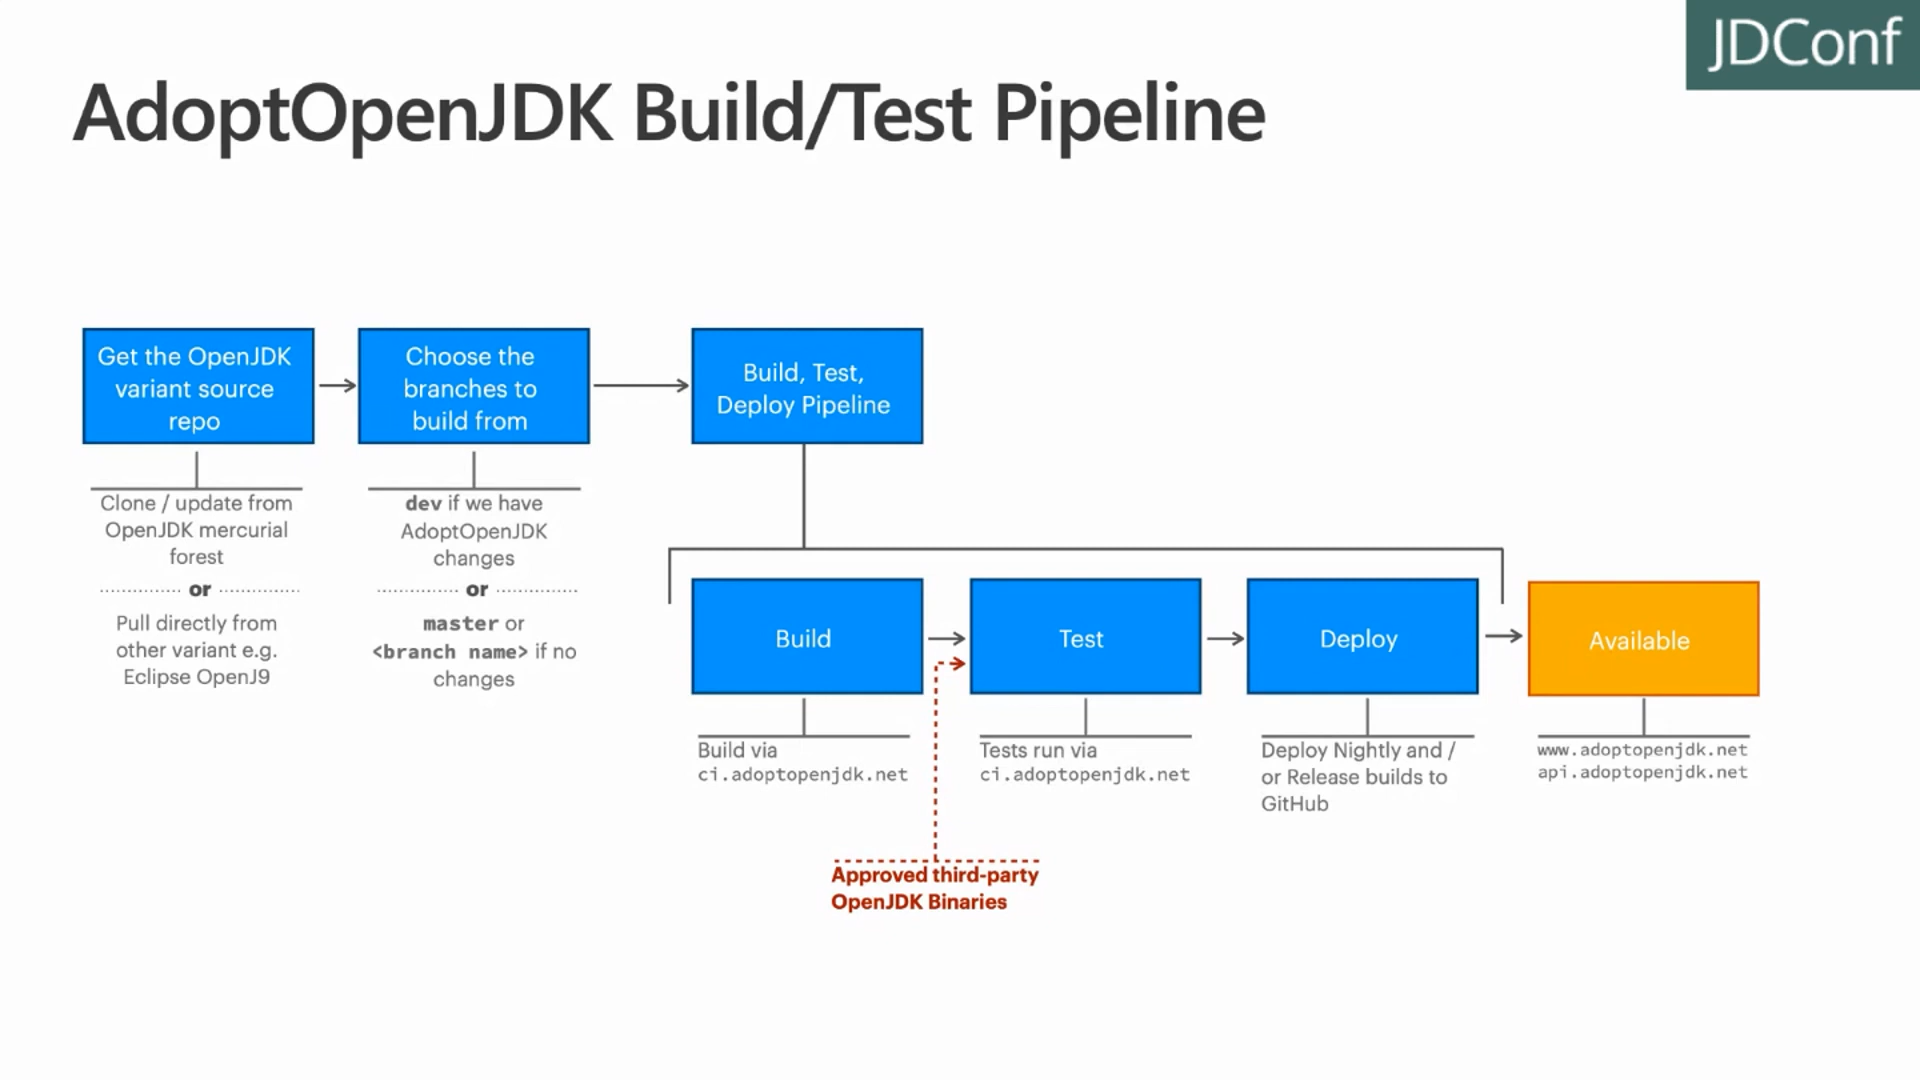 JDConf
AdoptOpenJDK Build/Test Pipeline
Get the OpenJDK
variant source
repo
Choose the
branches to
build from
Build, Test,
Deploy Pipeline
Clone / update from
OpenJDK mercurial
forest
or
Pull directly from
other variant e.g.
Eclipse OpenJ9
dev if we have
AdoptOpenJDK
changes
or
master or
<branch name> if no
changes
Build
Test
Deploy
Available
Build via
ci.adoptopenjdk.net
Tests run via
ci.adoptopenjdk.net
Deploy Nightly and /
or Release builds to
GitHub
www.adoptopenjdk.net
api.adoptopenjdk.net
Approved third-party
OpenJDK Binaries